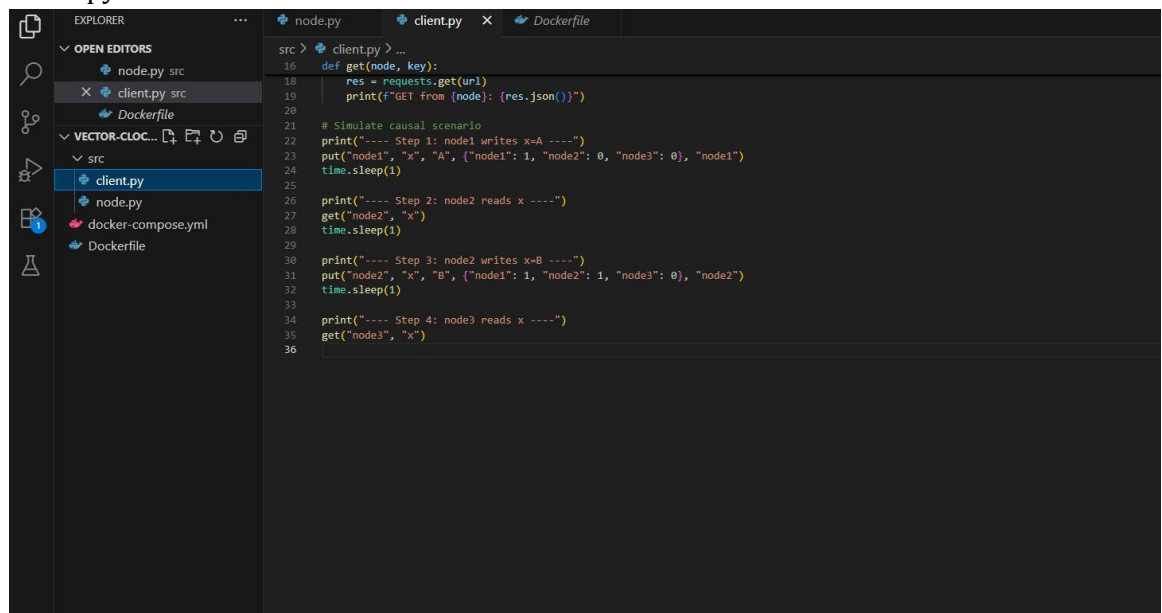 EXPLORER
...
OPEN EDITORS
node.py src
client.py src
Dockerfile
VECTOR-CLOC...
src
client.py
node.py
docker-compose.yml
Dockerfile
1
node.py client.py Dockerfile
src > client.py > ...
16 def get(node, key):
18 res = requests.get(url)
19 print(f"GET from {node}: {res.json()}")
20
21 # Simulate causal scenario
22 print("---- Step 1: node1 writes x=A ----")
23 put("node1", "x", "A", {"node1": 1, "node2": 0, "node3": 0}, "node1")
24 time.sleep(1)
25
26 print("---- Step 2: node2 reads x ----")
27 get("node2", "x")
28 time.sleep(1)
29
30 print("---- Step 3: node2 writes x=B ----")
31 put("node2", "x", "B", {"node1": 1, "node2": 1, "node3": 0}, "node2")
32 time.sleep(1)
33
34 print("---- Step 4: node3 reads x ----")
35 get("node3", "x")
36